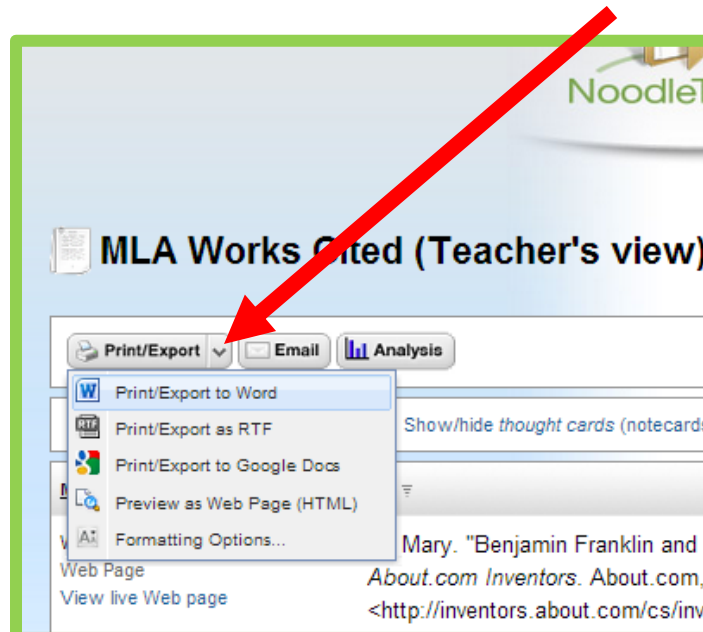 Noodle
MLA Works Cited (Teacher's view)
Print/Export Email Analysis
W Print/Export to Word
RTF Print/Export as RTF
Show/hide thought cards (notecards
Print/Export to Google Docs
Preview as Web Page (HTML)
A Formatting Options...
Mary. "Benjamin Franklin and
Web Page
About.com Inventors. About.com,
View live Web page
<http://inventors.about.com/cs/inv